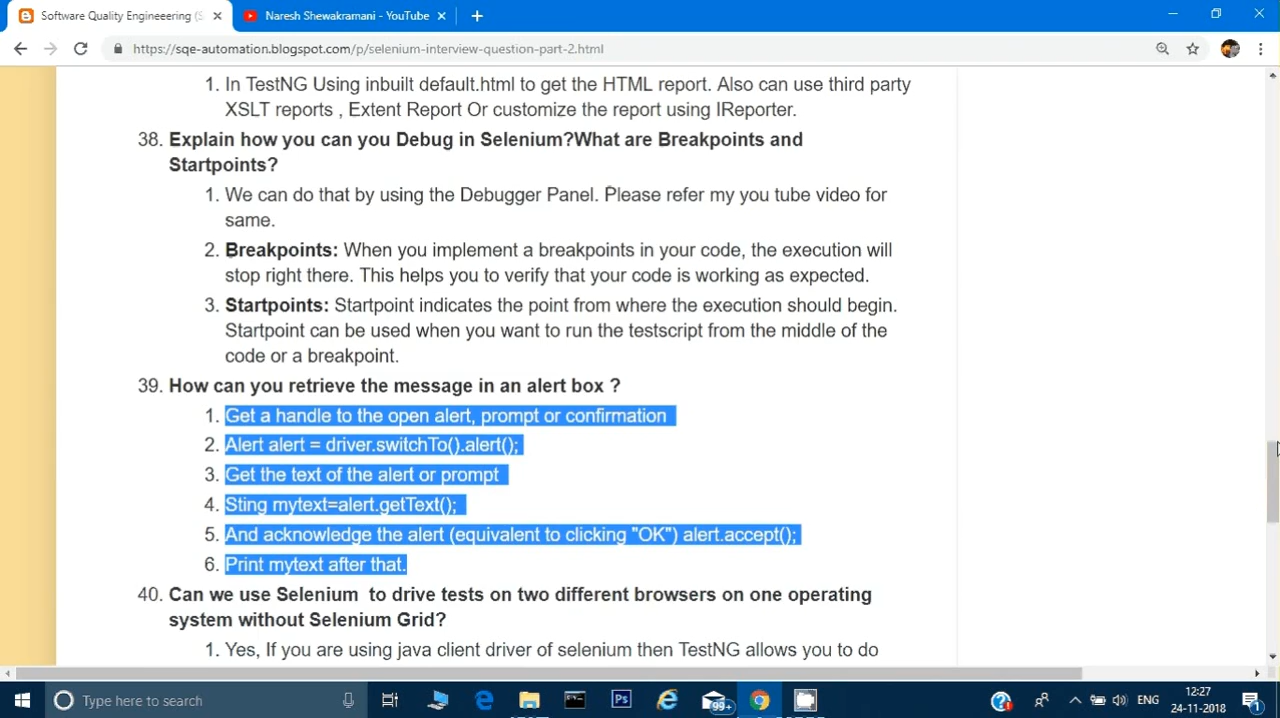 Software Quality Engineeering (S
Naresh Shewakramani - YouTube
https://sqe-automation.blogspot.com/p/selenium-interview-question-part-2.html
1. In TestNG Using inbuilt default.html to get the HTML report. Also can use third party
XSLT reports , Extent Report Or customize the report using IReporter.
38. Explain how you can you Debug in Selenium?What are Breakpoints and
Startpoints?
1. We can do that by using the Debugger Panel. Please refer my you tube video for
same.
2. Breakpoints: When you implement a breakpoints in your code, the execution will
stop right there. This helps you to verify that your code is working as expected.
3. Startpoints: Startpoint indicates the point from where the execution should begin.
Startpoint can be used when you want to run the testscript from the middle of the
code or a breakpoint.
39. How can you retrieve the message in an alert box ?
1. Get a handle to the open alert, prompt or confirmation
2. Alert alert = driver.switchTo().alert();
3. Get the text of the alert or prompt
4. Sting mytext=alert.getText();
5. And acknowledge the alert (equivalent to clicking "OK") alert.accept();
6. Print mytext after that.
40. Can we use Selenium  to drive tests on two different browsers on one operating
system without Selenium Grid?
1. Yes, If you are using java client driver of selenium then TestNG allows you to do
Type here to search
Ps
99+
ENG
12:27
24-11-2018
1